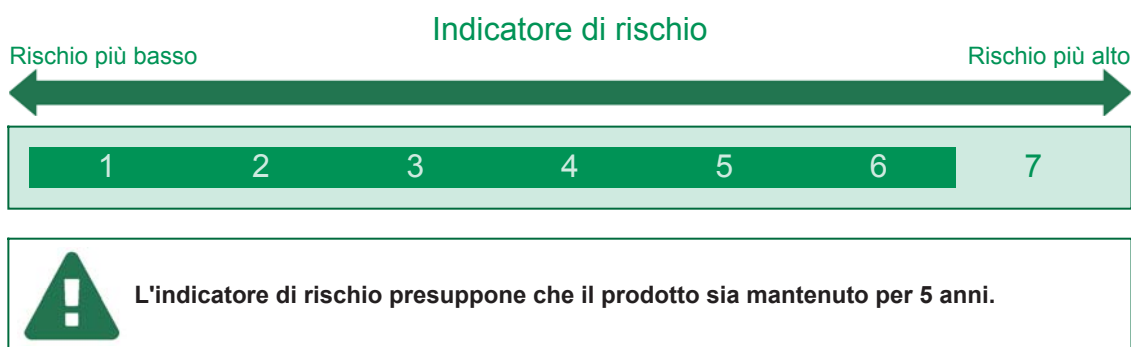 Indicatore di rischio
Rischio più basso Rischio più alto
1 2 3 4 5 6 7
L'indicatore di rischio presuppone che il prodotto sia mantenuto per 5 anni.